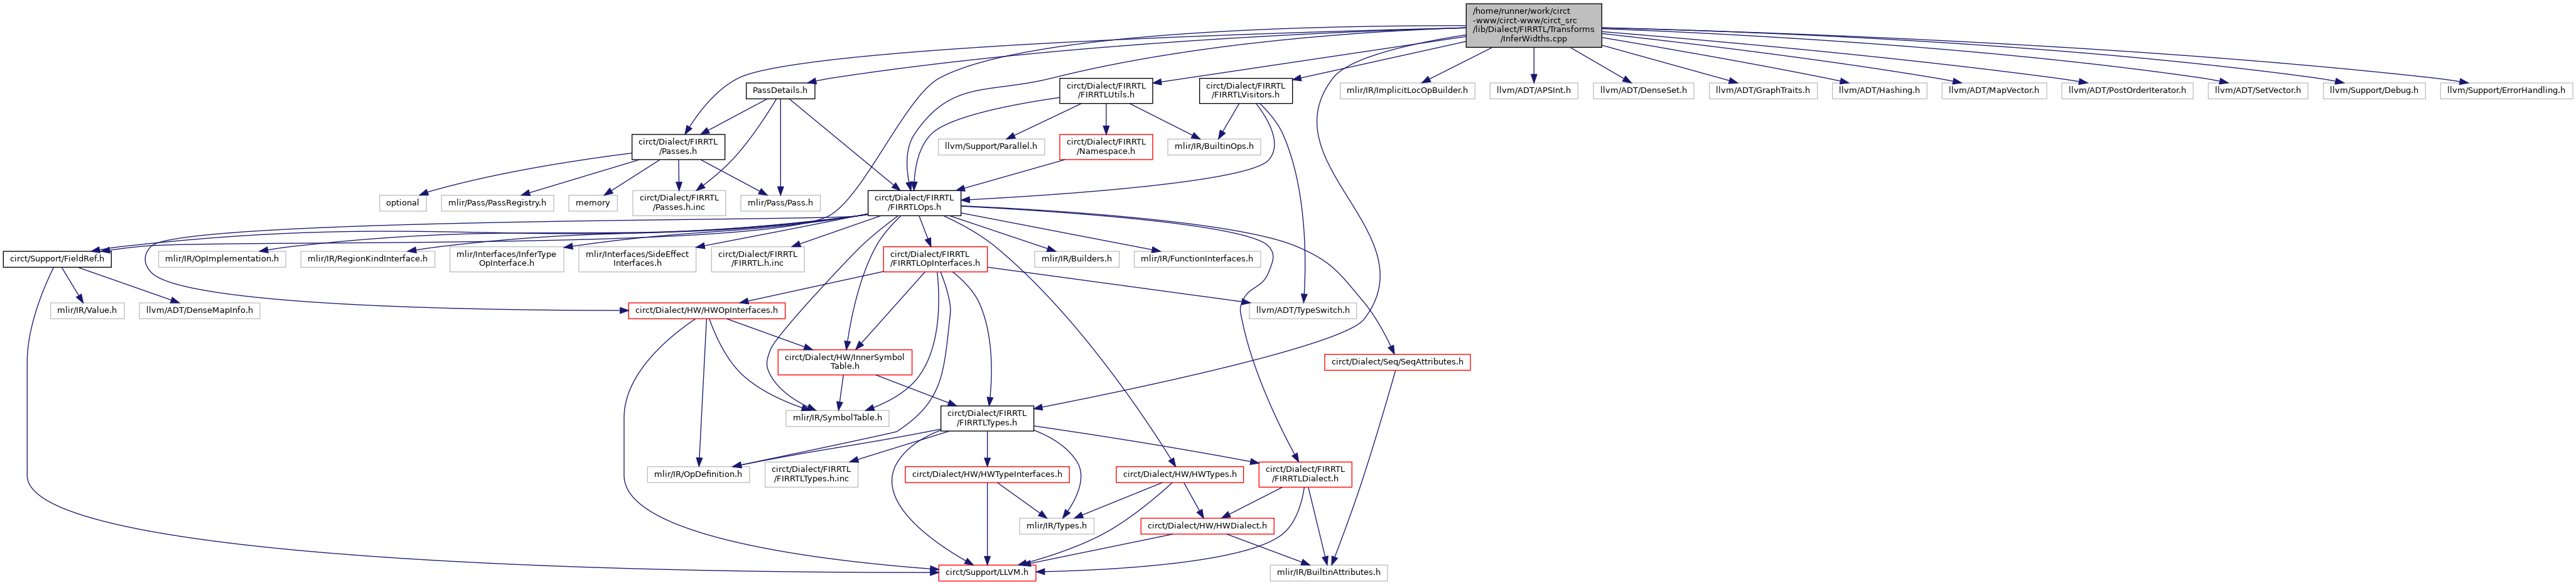 /home/runner/work/circt
-www/circt-www/circt_src
/lib/Dialect/FIRRTL/Transforms
/InferWidths.cpp
PassDetails.h
circt/Dialect/FIRRTL
/FIRRTLUtils.h
circt/Dialect/FIRRTL
/FIRRTLVisitors.h
mlir/IR/ImplicitLocOpBuilder.h
llvm/ADT/APSInt.h
llvm/ADT/DenseSet.h
llvm/ADT/GraphTraits.h
llvm/ADT/Hashing.h
llvm/ADT/MapVector.h
llvm/ADT/PostOrderIterator.h
llvm/ADT/SetVector.h
llvm/Support/Debug.h
llvm/Support/ErrorHandling.h
circt/Dialect/FIRRTL
/Passes.h
llvm/Support/Parallel.h
circt/Dialect/FIRRTL
/Namespace.h
mlir/IR/BuiltinOps.h
optional
mlir/Pass/PassRegistry.h
memory
circt/Dialect/FIRRTL
/Passes.h.inc
mlir/Pass/Pass.h
circt/Dialect/FIRRTL
/FIRRTLOps.h
circt/Support/FieldRef.h
mlir/IR/OpImplementation.h
mlir/IR/RegionKindInterface.h
mlir/Interfaces/InferType
OpInterface.h
mlir/Interfaces/SideEffect
Interfaces.h
circt/Dialect/FIRRTL
/FIRRTL.h.inc
circt/Dialect/FIRRTL
/FIRRTLOpInterfaces.h
mlir/IR/Builders.h
mlir/IR/FunctionInterfaces.h
mlir/IR/Value.h
llvm/ADT/DenseMapInfo.h
circt/Dialect/HW/HWOpInterfaces.h
llvm/ADT/TypeSwitch.h
circt/Dialect/HW/InnerSymbol
Table.h
circt/Dialect/Seq/SeqAttributes.h
mlir/IR/SymbolTable.h
circt/Dialect/FIRRTL
/FIRRTLTypes.h
mlir/IR/OpDefinition.h
circt/Dialect/FIRRTL
/FIRRTLTypes.h.inc
circt/Dialect/HW/HWTypeInterfaces.h
circt/Dialect/HW/HWTypes.h
circt/Dialect/FIRRTL
/FIRRTLDialect.h
mlir/IR/Types.h
circt/Dialect/HW/HWDialect.h
circt/Support/LLVM.h
mlir/IR/BuiltinAttributes.h